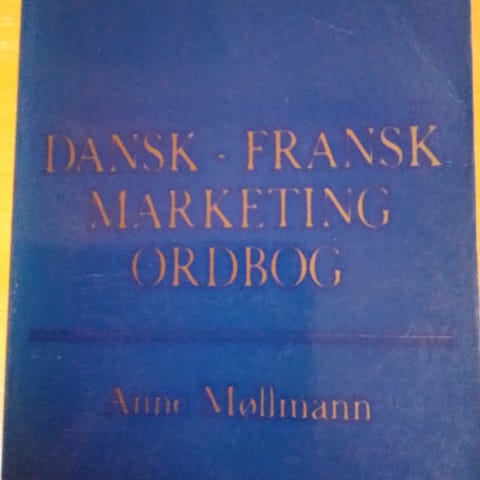 DANSK - FRANSK
MARKETING
ORDBOG
Anne Møllmann